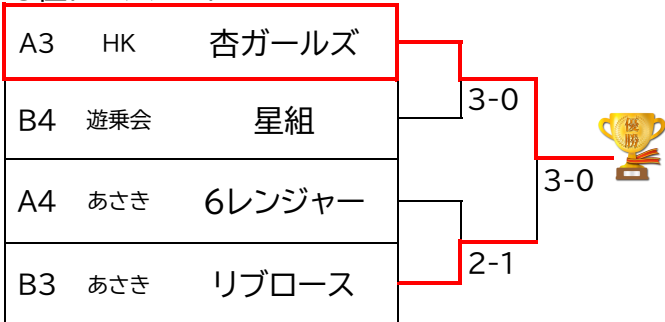 A3 HK 杏ガールズ
3-0
B4 遊乗会 星組
優勝
3-0
A4 あさき 6レンジャー
2-1
B3 あさき リブロース